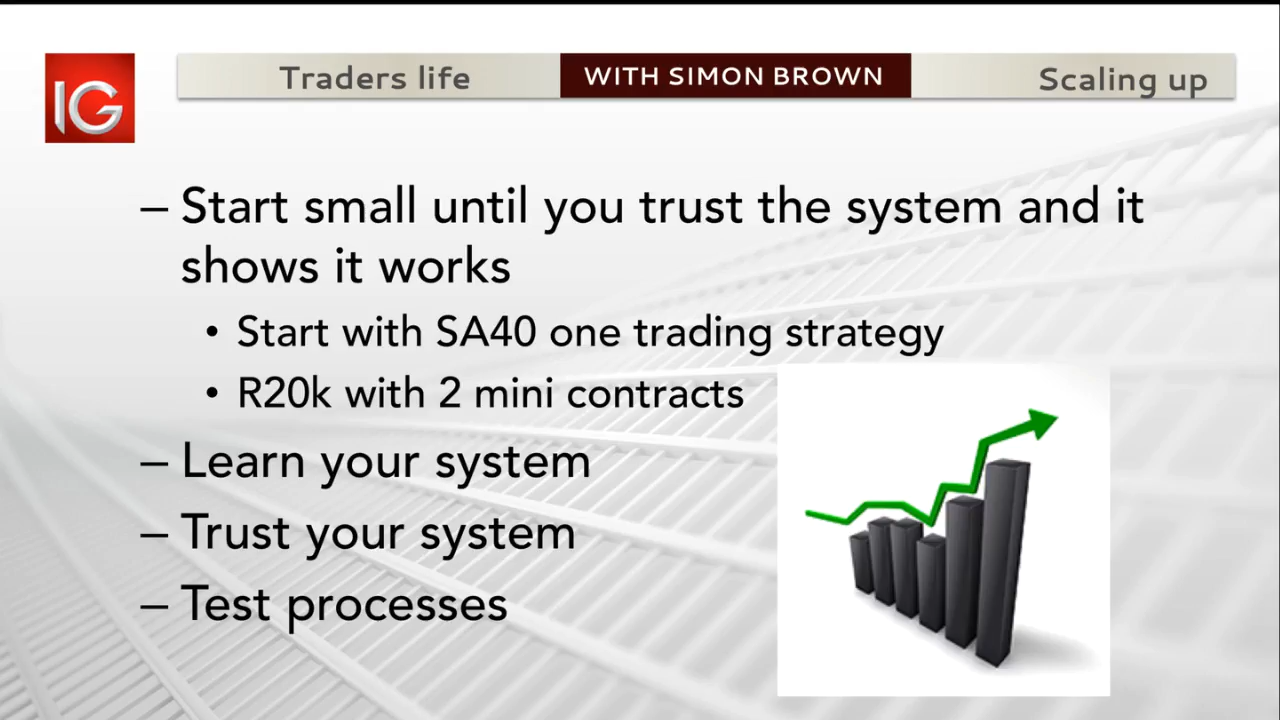 IG
Traders life
WITH SIMON BROWN
Scaling up
– Start small until you trust the system and it
shows it works
• Start with SA40 one trading strategy
• R20k with 2 mini contracts
– Learn your system
– Trust your system
– Test processes